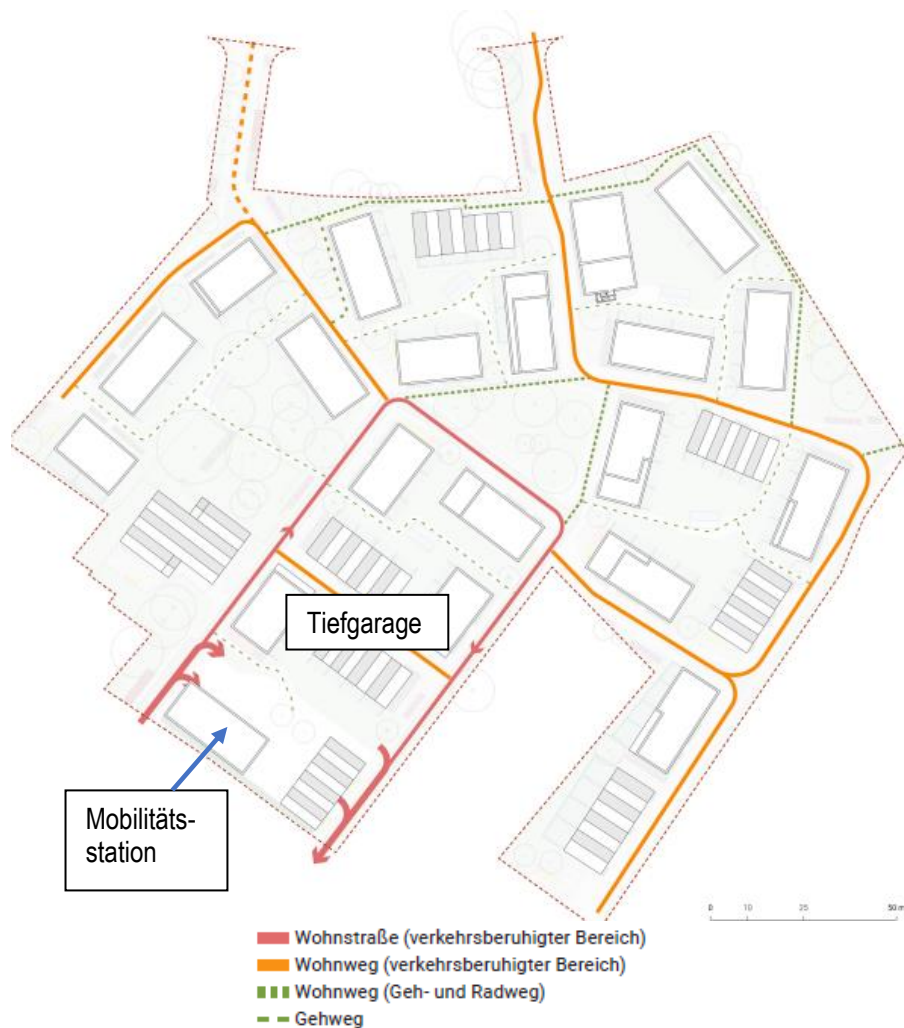 Tiefgarage
Mobilitäts-
station
0 10 25 50 m
Wohnstraße (verkehrsberuhigter Bereich)
Wohnweg (verkehrsberuhigter Bereich)
Wohnweg (Geh- und Radweg)
Gehweg